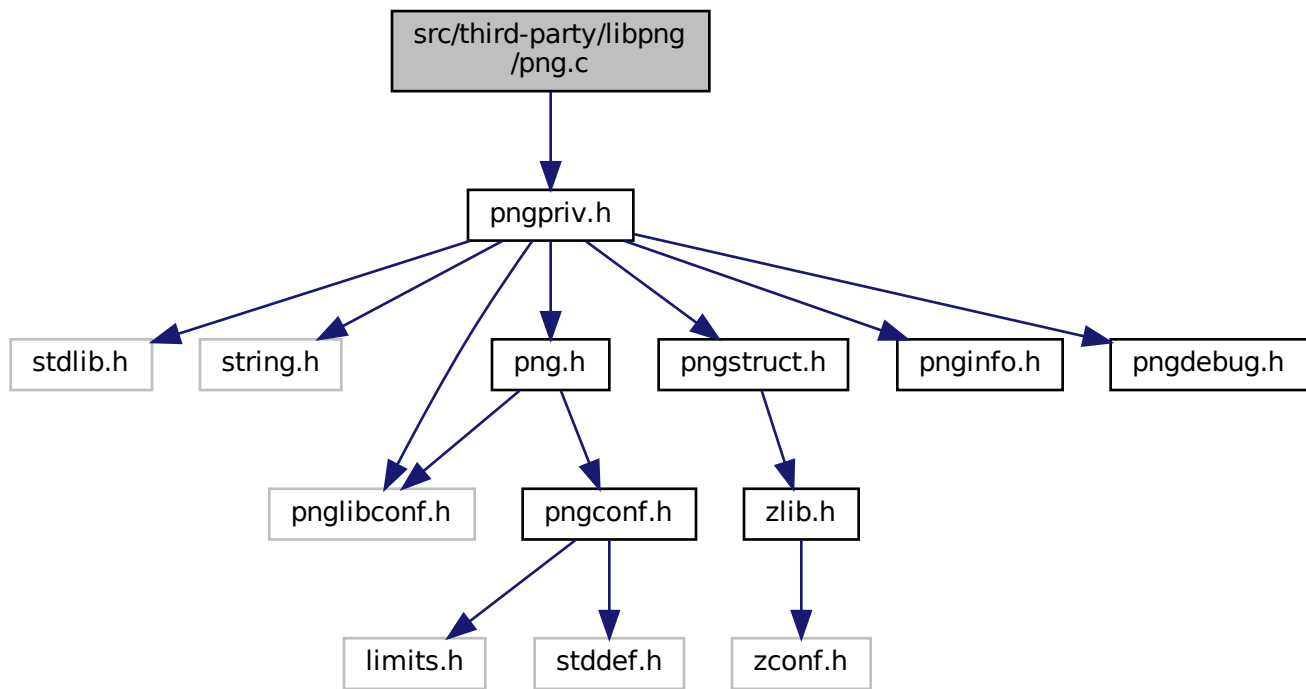 src/third-party/libpng
/png.c
pngpriv.h
stdlib.h
string.h
png.h
pngstruct.h
pnginfo.h
pngdebug.h
pnglibconf.h
pngconf.h
zlib.h
limits.h
stddef.h
zconf.h